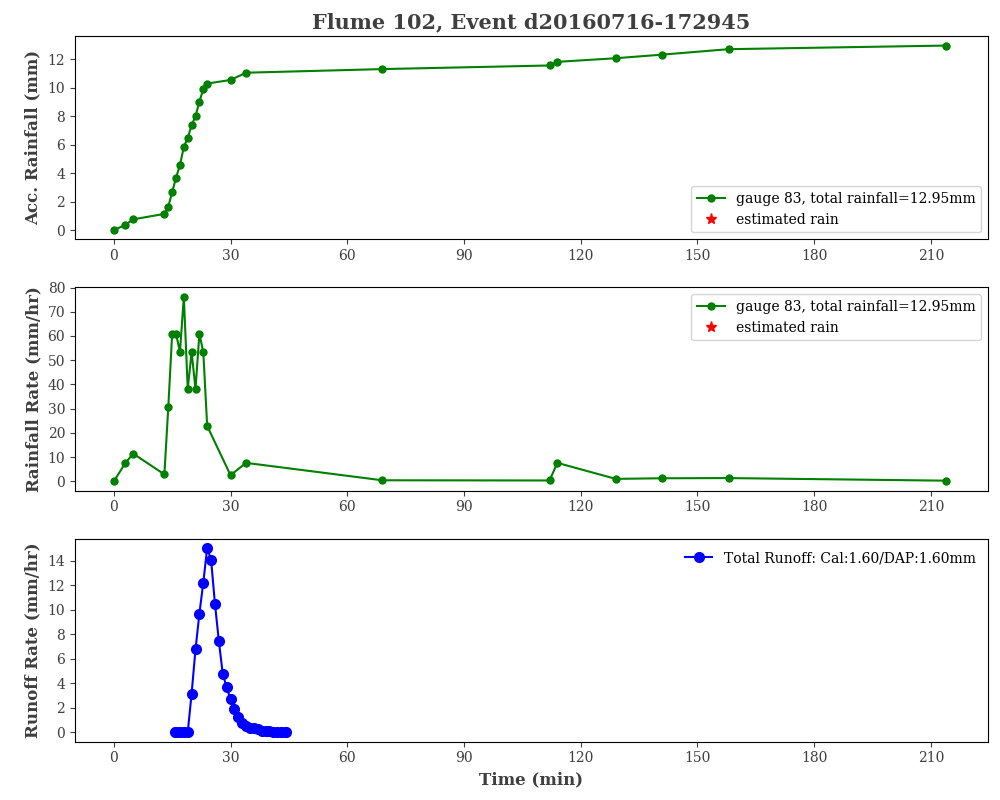 Flume 102, Event d20160716-172945
Acc. Rainfall (mm)
12
10
8
6
4
2
0
gauge 83, total rainfall=12.95mm
estimated rain
0 30 60 90 120 150 180 210
Rainfall Rate (mm/hr)
80
70
60
50
40
30
20
10
0
gauge 83, total rainfall=12.95mm
estimated rain
0 30 60 90 120 150 180 210
Runoff Rate (mm/hr)
14
12
10
8
6
4
2
0
Total Runoff: Cal:1.60/DAP:1.60mm
0 30 60 90 120 150 180 210
Time (min)